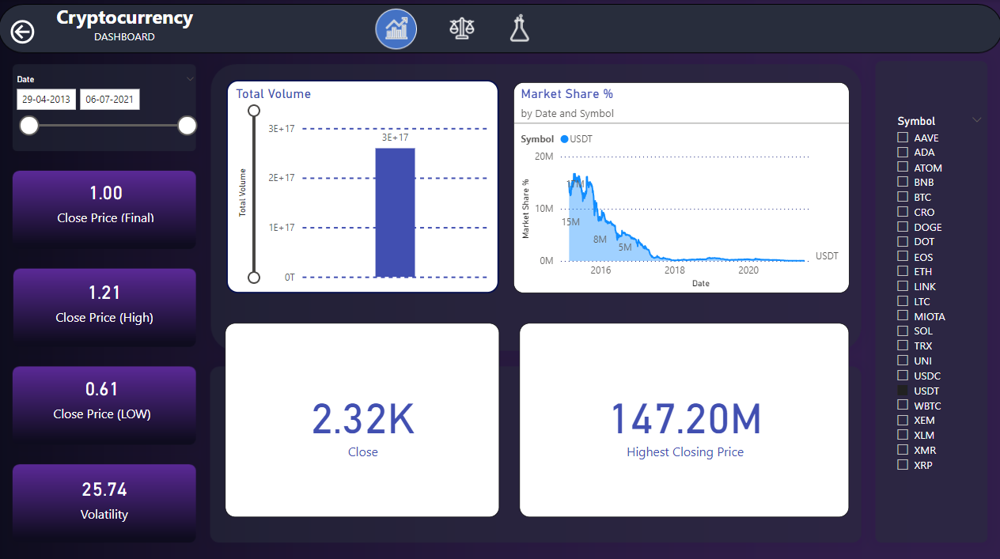 Cryptocurrency
DASHBOARD
Date
29-04-2013 06-07-2021
1.00
Close Price (Final)
1.21
Close Price (High)
0.61
Close Price (LOW)
25.74
Volatility
Total Volume
Total Volume
3E+17
2E+17
1E+17
0T
3E+17
Market Share %
by Date and Symbol
Symbol USDT
Market Share %
20M
10M
0M
15M
8M
5M
USDT
2016 2018 2020
Date
2.32K
Close
147.20M
Highest Closing Price
Symbol
AAVE
ADA
ATOM
BNB
BTC
CRO
DOGE
DOT
EOS
ETH
LINK
LTC
MIOTA
SOL
TRX
UNI
USDC
USDT
WBTC
XEM
XLM
XMR
XRP